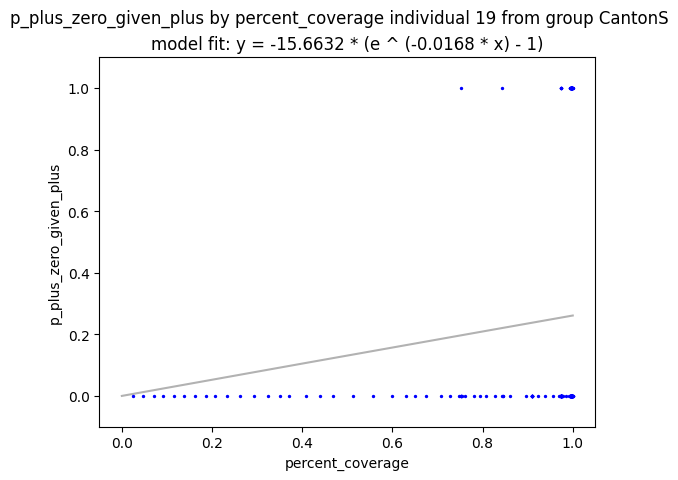 p_plus_zero_given_plus by percent_coverage individual 19 from group CantonS
model fit: y = -15.6632 * (e ^ (-0.0168 * x) - 1)
1.0
0.8
0.6
0.4
0.2
0.0
p_plus_zero_given_plus
0.0 0.2 0.4 0.6 0.8 1.0
percent_coverage